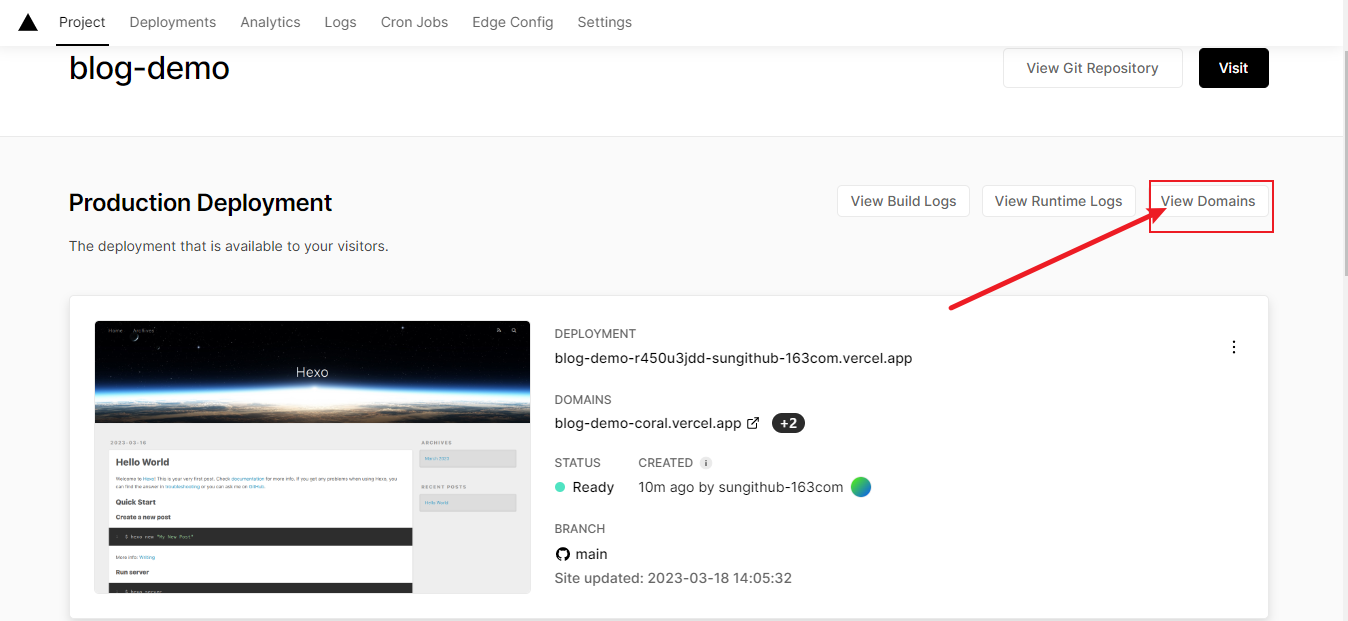 Project Deployments Analytics Logs Cron Jobs Edge Config Settings
blog-demo
View Git Repository
Visit
Production Deployment
View Build Logs
View Runtime Logs
View Domains
The deployment that is available to your visitors.
Home Archives
Hexo
2023-03-16
Hello World
Welcome to Hexo! This is your very first post. Check documentation for more info. If you get any problems when using Hexo, you
can find the answer in troubleshooting or you can ask me on GitHub.
Quick Start
Create a new post
1 $ hexo new "My New Post"
More info: Writing
Run server
$ hexo server
ARCHIVES
March 2023
RECENT POSTS
Hello World
DEPLOYMENT
blog-demo-r450u3jdd-sungithub-163com.vercel.app
DOMAINS
blog-demo-coral.vercel.app +2
STATUS CREATED
Ready 10m ago by sungithub-163com
BRANCH
main
Site updated: 2023-03-18 14:05:32